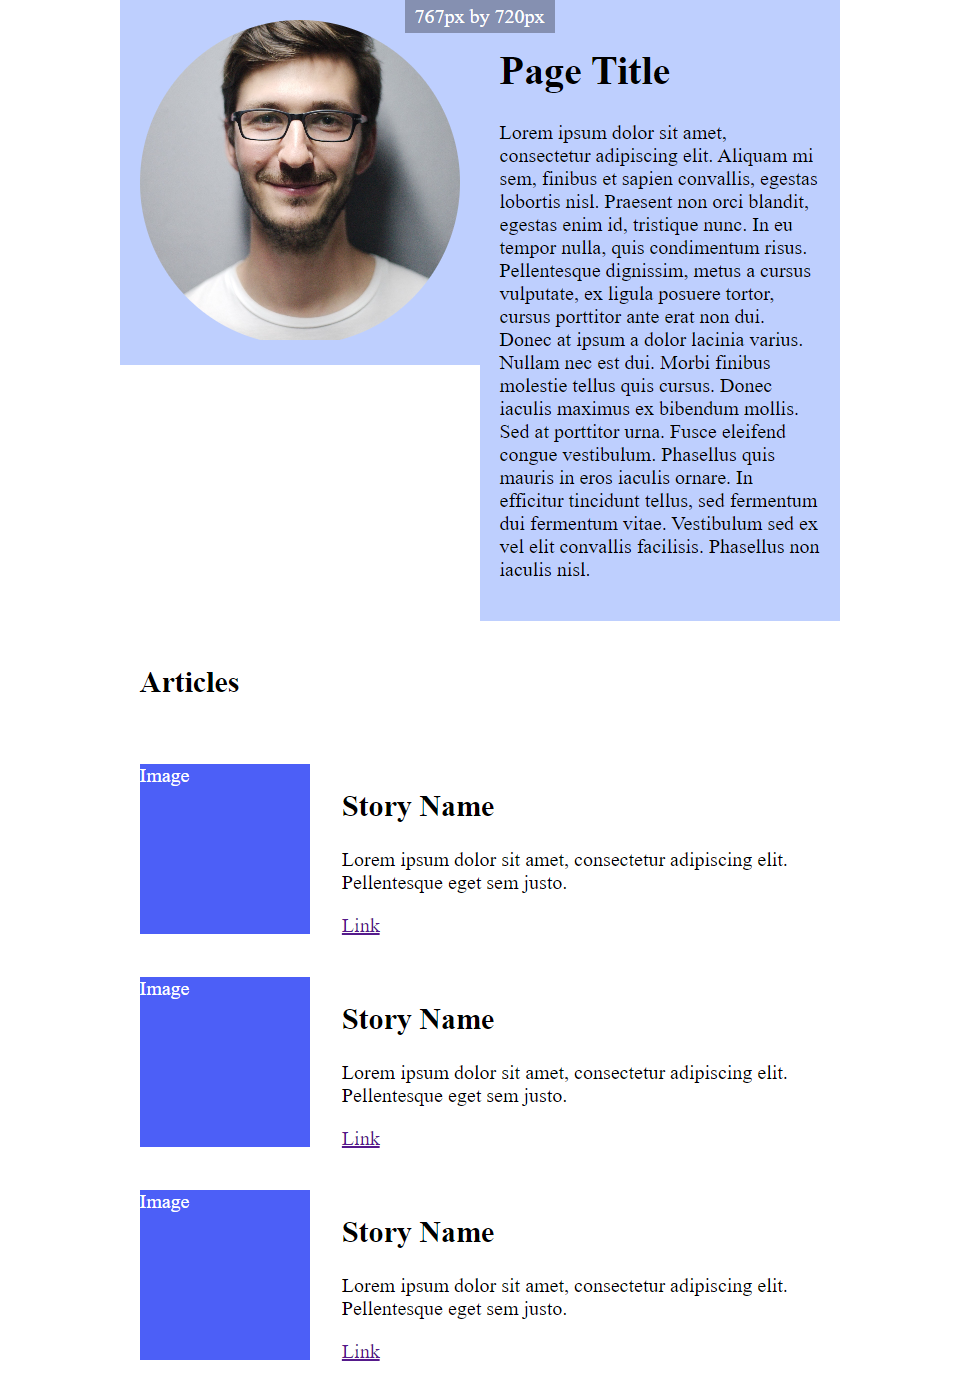 767px by 720px
Page Title
Lorem ipsum dolor sit amet,
consectetur adipiscing elit. Aliquam mi
sem, finibus et sapien convallis, egestas
lobortis nisl. Praesent non orci blandit,
egestas enim id, tristique nunc. In eu
tempor nulla, quis condimentum risus.
Pellentesque dignissim, metus a cursus
vulputate, ex ligula posuere tortor,
cursus porttitor ante erat non dui.
Donec at ipsum a dolor lacinia varius.
Nullam nec est dui. Morbi finibus
molestie tellus quis cursus. Donec
iaculis maximus ex bibendum mollis.
Sed at porttitor urna. Fusce eleifend
congue vestibulum. Phasellus quis
mauris in eros iaculis ornare. In
efficitur tincidunt tellus, sed fermentum
dui fermentum vitae. Vestibulum sed ex
vel elit convallis facilisis. Phasellus non
iaculis nisl.
Articles
Image
Story Name
Lorem ipsum dolor sit amet, consectetur adipiscing elit.
Pellentesque eget sem justo.
Link
Image
Story Name
Lorem ipsum dolor sit amet, consectetur adipiscing elit.
Pellentesque eget sem justo.
Link
Image
Story Name
Lorem ipsum dolor sit amet, consectetur adipiscing elit.
Pellentesque eget sem justo.
Link